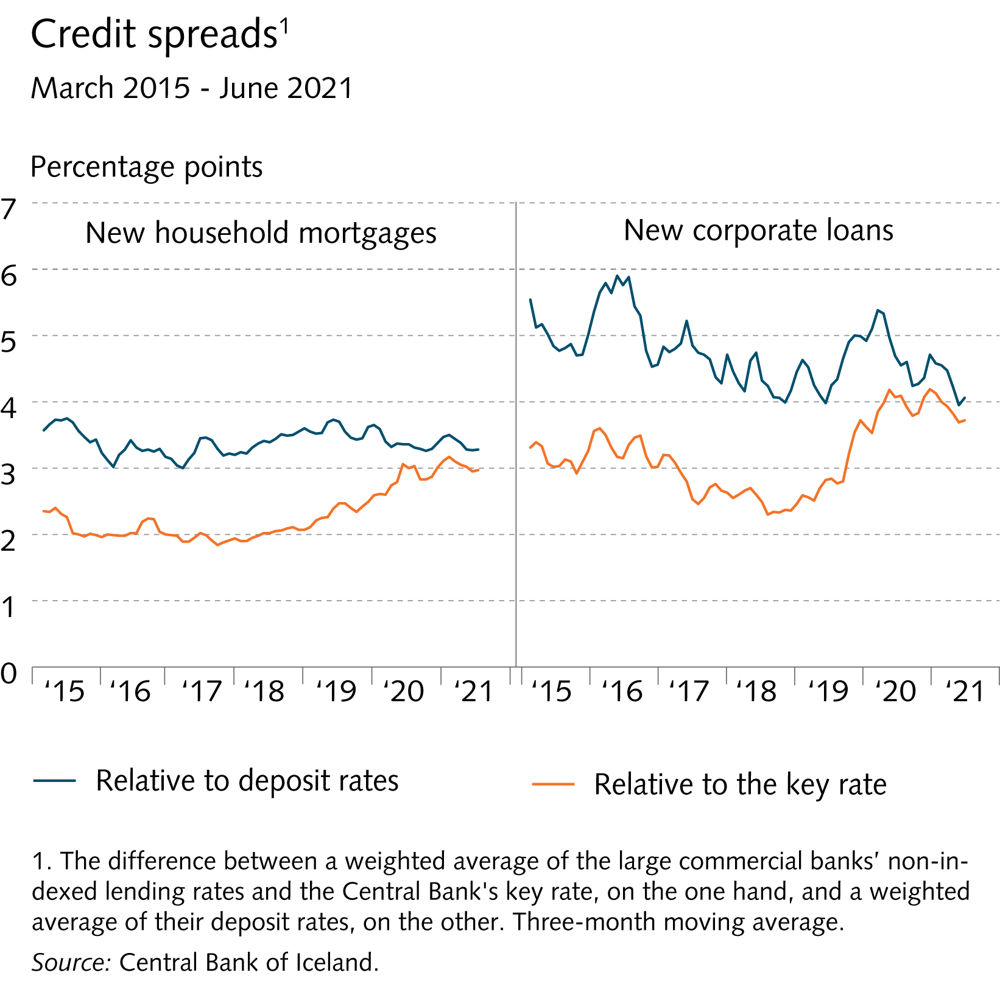 Credit spreads¹
March 2015 - June 2021
Percentage points
7
6
5
4
3
2
1
0
New household mortgages
New corporate loans
‘15 ‘16 ‘17 ‘18 ‘19 ‘20 ‘21
‘15 ‘16 ‘17 ‘18 ‘19 ‘20 ‘21
Relative to deposit rates
Relative to the key rate
1. The difference between a weighted average of the large commercial banks’ non-in-
dexed lending rates and the Central Bank's key rate, on the one hand, and a weighted
average of their deposit rates, on the other. Three-month moving average.
Source: Central Bank of Iceland.